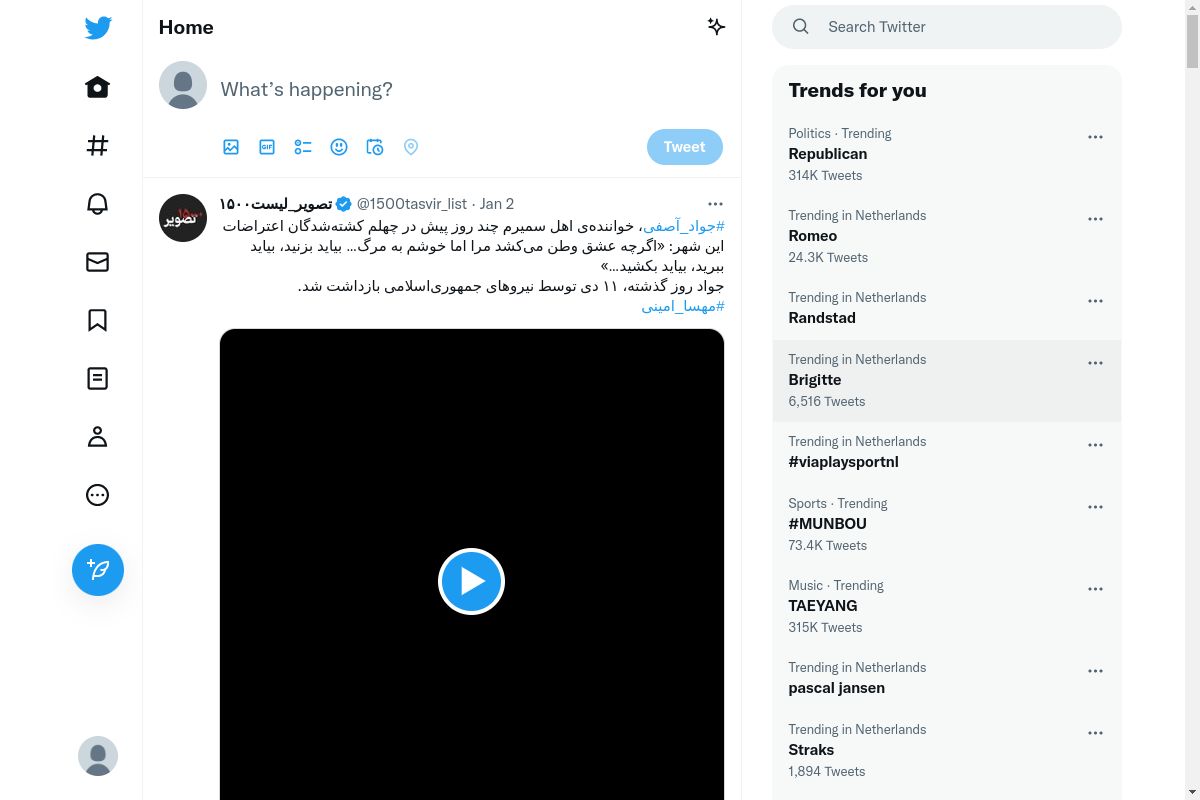 Home
What's happening?
GIF
Tweet
تصویر
۱۵۰۰
تصویر_لیست۱۵۰۰ @1500tasvir_list · Jan 2
#جواد_آصفی، خواننده‌ی اهل سمیرم چند روز پیش در چهلم کشته‌شدگان اعتراضات
این شهر: «اگرچه عشق وطن می‌کشد مرا اما خوشم به مرگ... بیاید بزنید، بیاید
ببرید، بیاید بکشید...»
جواد روز گذشته، ۱۱ دی توسط نیروهای جمهوری‌اسلامی بازداشت شد.
#مهسا_امینی
Search Twitter
Trends for you
Politics · Trending
Republican
314K Tweets
Trending in Netherlands
Romeo
24.3K Tweets
Trending in Netherlands
Randstad
Trending in Netherlands
Brigitte
6,516 Tweets
Trending in Netherlands
#viaplaysportnl
Sports · Trending
#MUNBOU
73.4K Tweets
Music · Trending
TAEYANG
315K Tweets
Trending in Netherlands
pascal jansen
Trending in Netherlands
Straks
1,894 Tweets